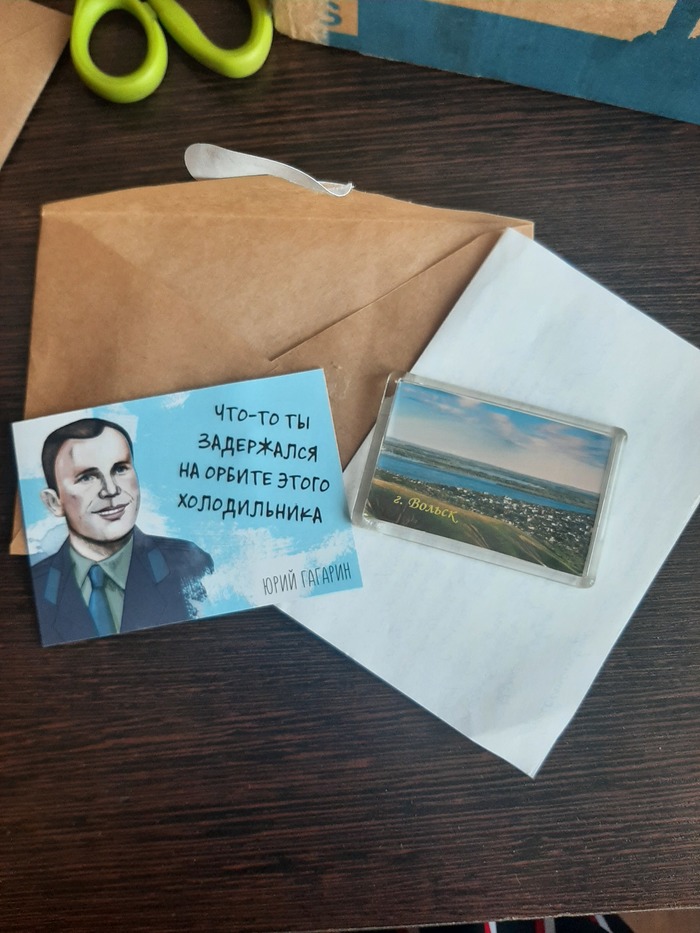 ЧТО-ТО ТЫ
ЗАДЕРЖАЛСЯ
НА ОРБИТЕ ЭТОГО
ХОЛОДИЛЬНИКА
ЮРИЙ ГАГАРИН
г. Вольск
S